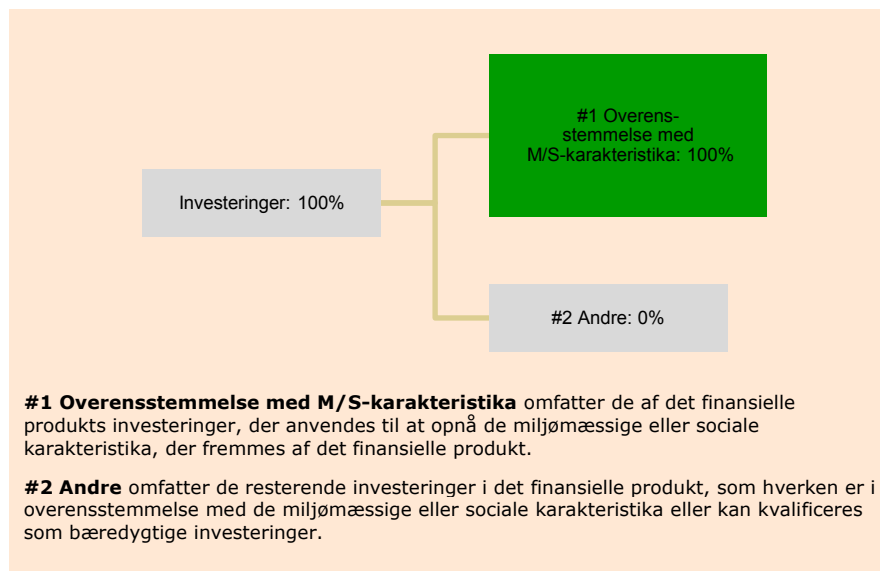 #1 Overens-
stemmelse med
M/S-karakteristika: 100%
Investeringer: 100%
#2 Andre: 0%
#1 Overensstemmelse med M/S-karakteristika omfatter de af det finansielle
produkts investeringer, der anvendes til at opnå de miljømæssige eller sociale
karakteristika, der fremmes af det finansielle produkt.
#2 Andre omfatter de resterende investeringer i det finansielle produkt, som hverken er i
overensstemmelse med de miljømæssige eller sociale karakteristika eller kan kvalificeres
som bæredygtige investeringer.